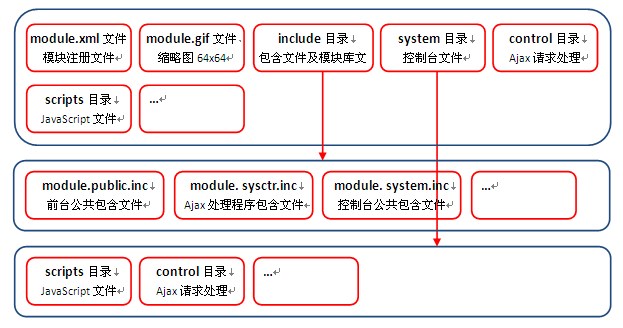 module.xml 文件
模块注册文件
module.gif 文件
缩略图 64x64
include 目录
包含文件及模块库文
system 目录
控制台文件
control 目录
Ajax 请求处理
scripts 目录
JavaScript 文件
...
module.public.inc
前台公共包含文件
module. sysctr.inc
Ajax 处理程序包含文件
module. system.inc
控制台公共包含文件
...
scripts 目录
JavaScript 文件
control 目录
Ajax 请求处理
...